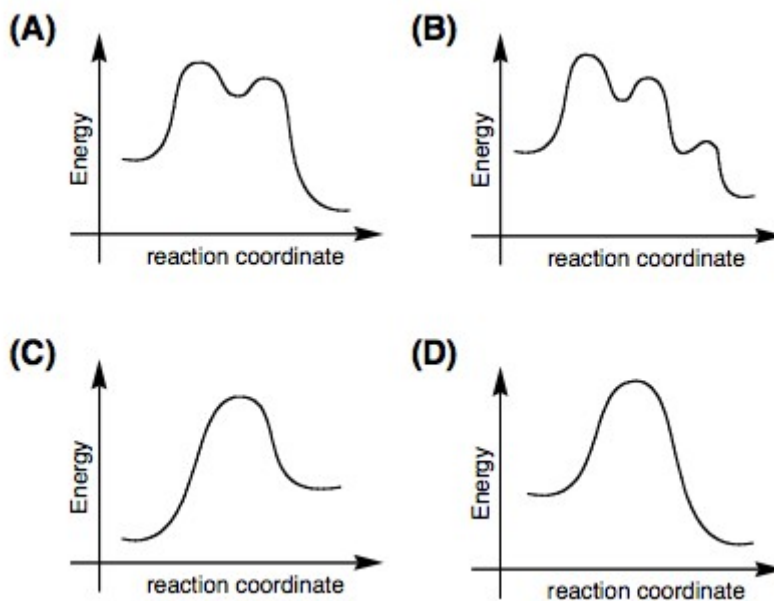 (A)
Energy
reaction coordinate
(B)
Energy
reaction coordinate
(C)
Energy
reaction coordinate
(D)
Energy
reaction coordinate